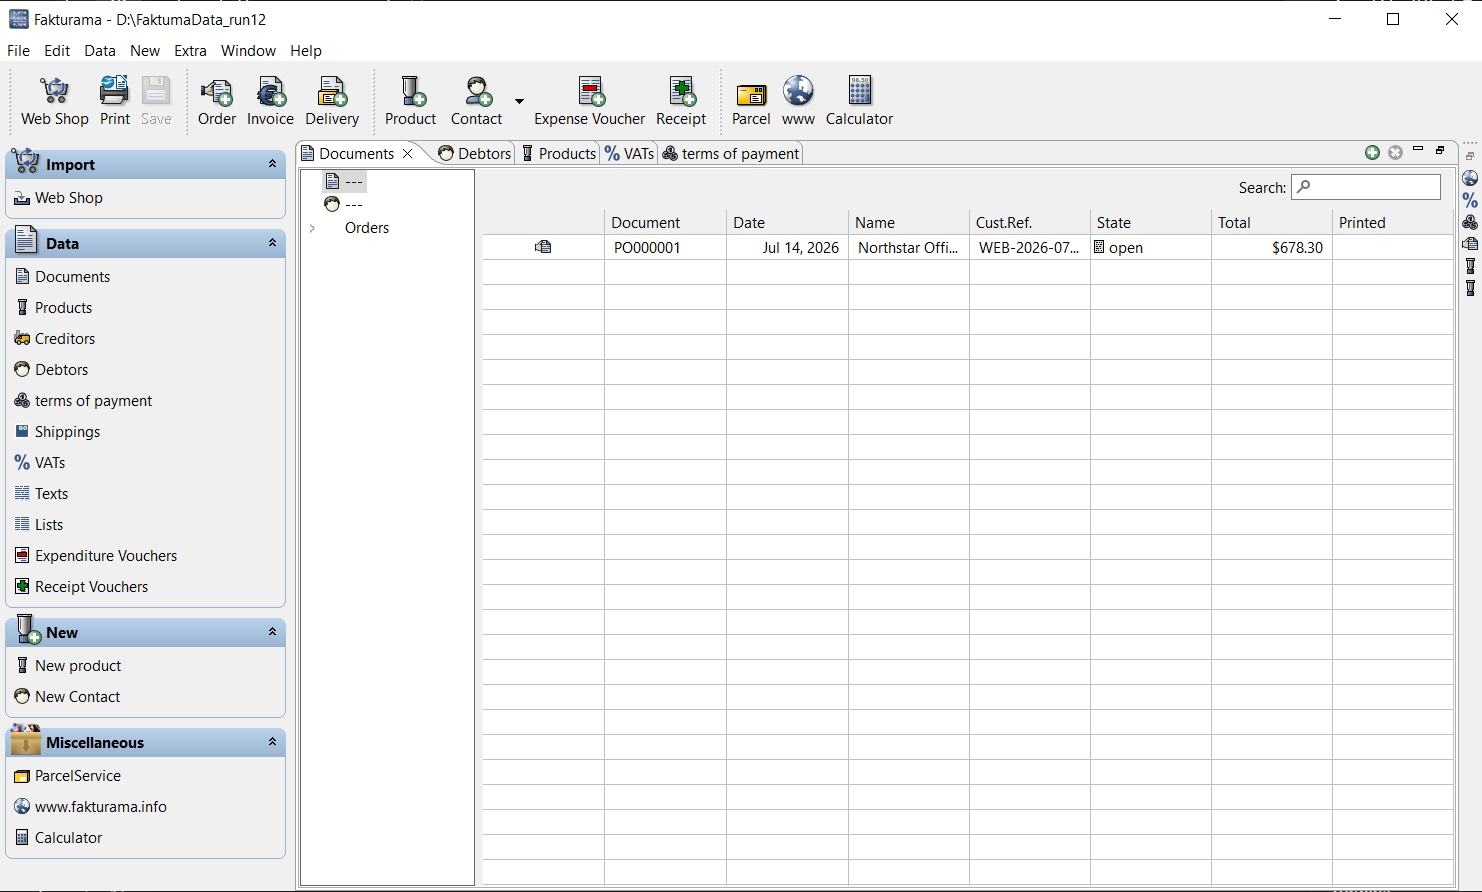 Fakturama - D:\FaktumaData_run12
File Edit Data New Extra Window Help
Web Shop Print Save Order Invoice Delivery Product Contact Expense Voucher Receipt Parcel www Calculator
Import
Web Shop
Data
Documents
Products
Creditors
Debtors
terms of payment
Shippings
VATs
Texts
Lists
Expenditure Vouchers
Receipt Vouchers
New
New product
New Contact
Miscellaneous
ParcelService
www.fakturama.info
Calculator
Documents Debtors Products VATs terms of payment
---
---
Orders
Search:
Document Date Name Cust.Ref. State Total Printed
PO000001 Jul 14, 2026 Northstar Offi... WEB-2026-07... open $678.30